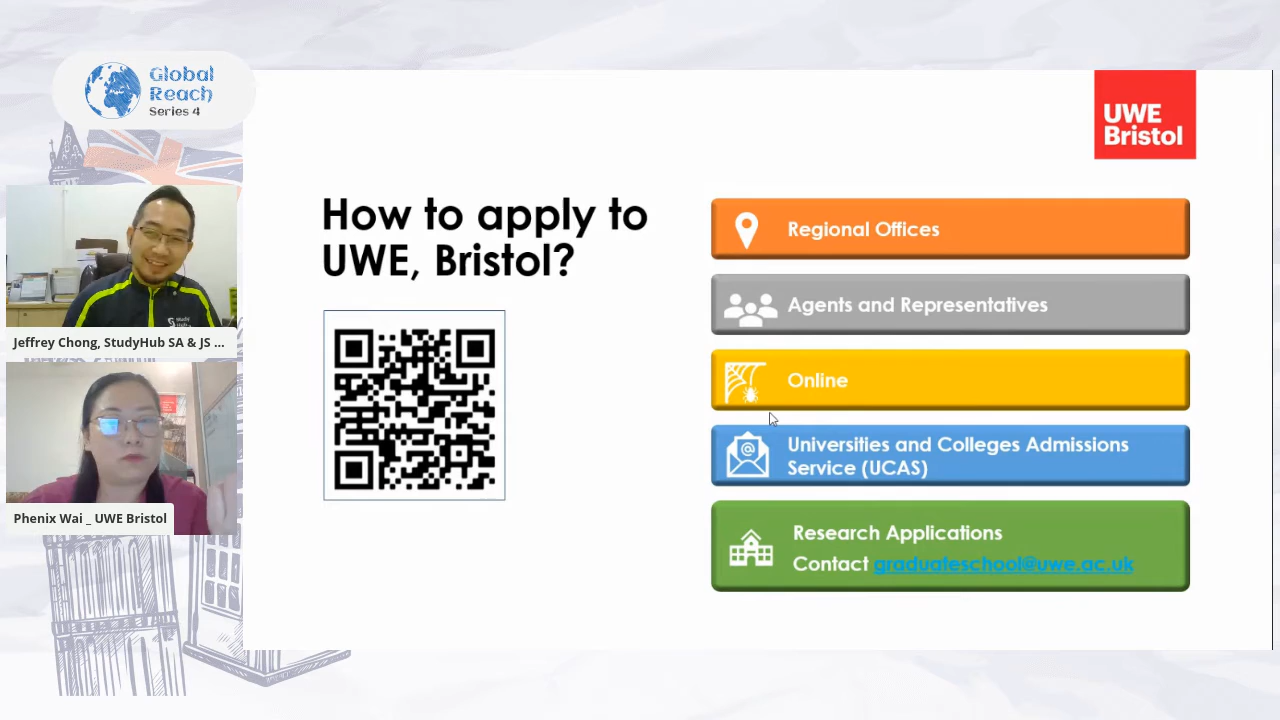 Global
Reach
Series 4
UWE
Bristol
How to apply to
UWE, Bristol?
Regional Offices
Agents and Representatives
Online
Universities and Colleges Admissions
Service (UCAS)
Research Applications
Contact graduateschool@uwe.ac.uk
Jeffrey Chong, StudyHub SA & JS ...
Phenix Wai _ UWE Bristol